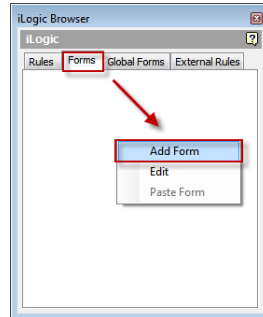 iLogic Browser
iLogic
Rules Forms Global Forms External Rules
Add Form
Edit
Paste Form